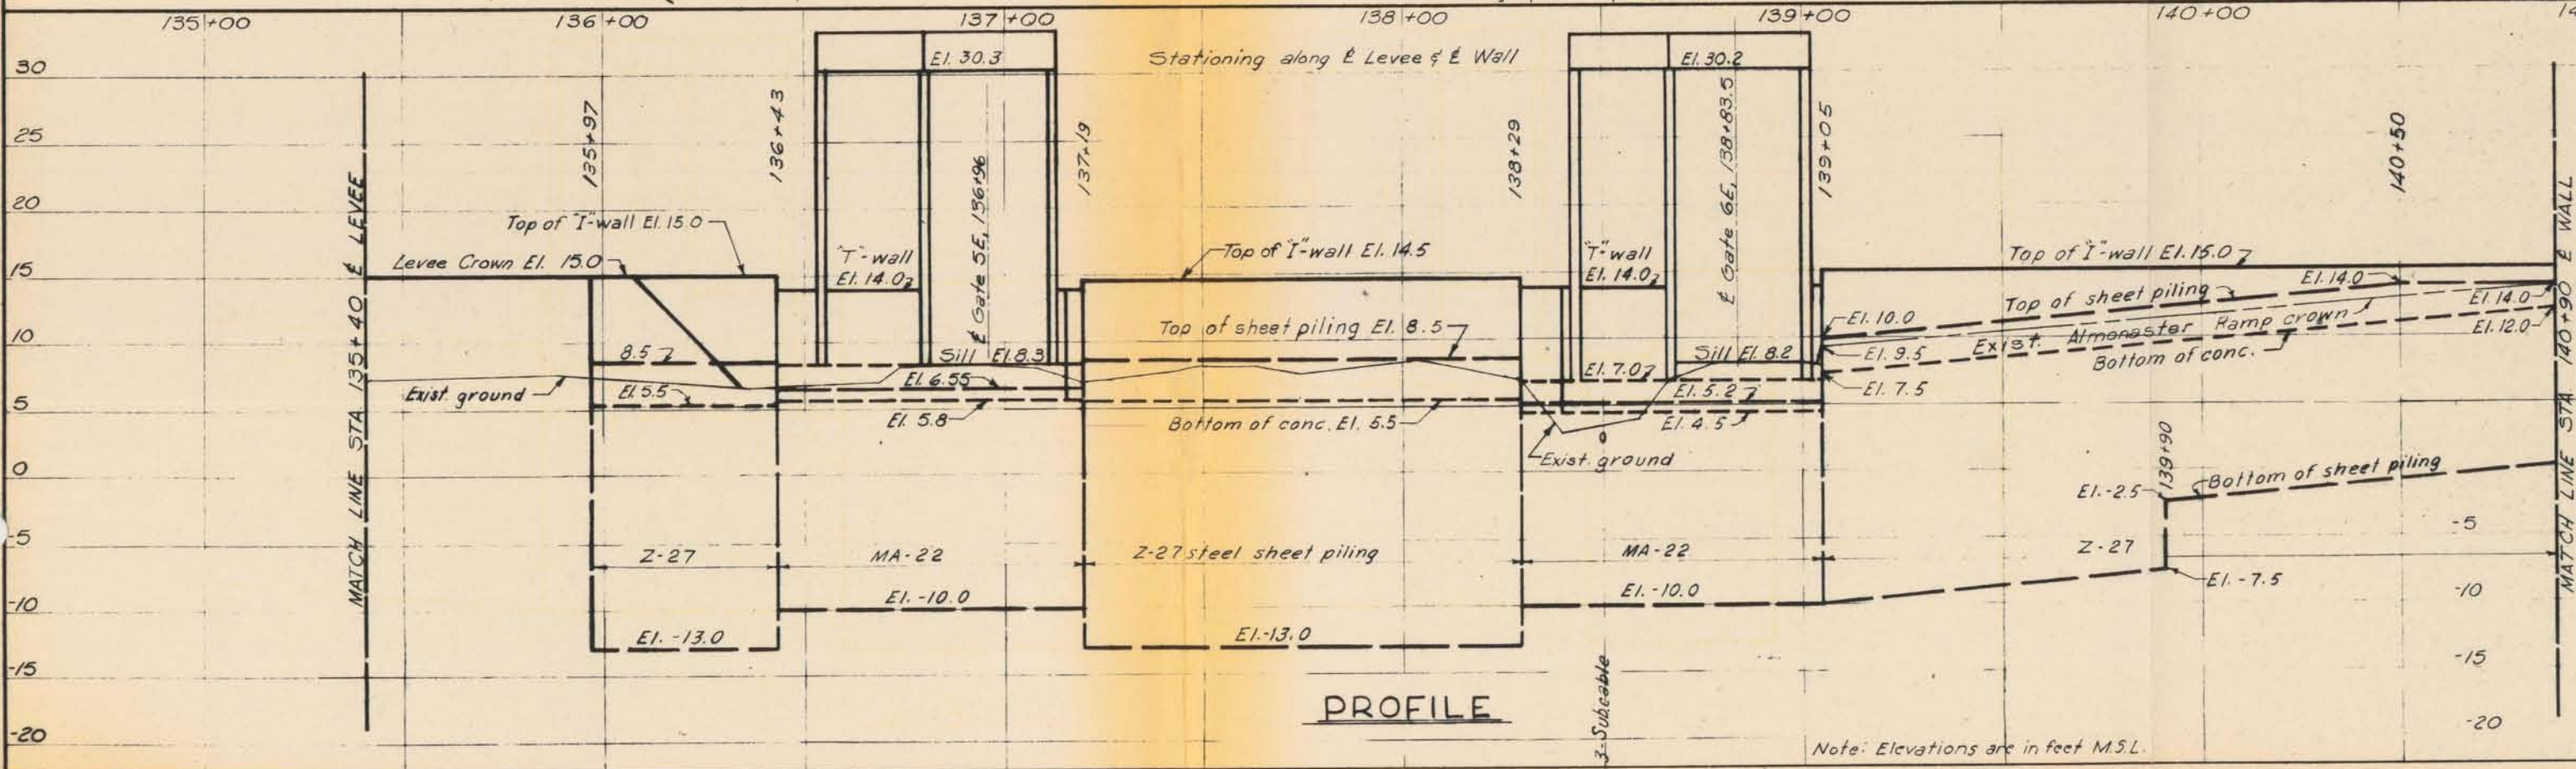 135+00
136+00
137+00
138+00
139+00
140+00
14
Stationing along ₵ Levee & ₵ Wall
30
25
20
15
10
5
0
-5
-10
-15
-20
MATCH LINE STA 135+40 ₵ LEVEE
135+97
136+43
El. 30.3
₵ Gate 5E, 136+96
137+19
138+29
El. 30.2
₵ Gate 6E, 138+83.5
139+05
140+50
MATCH LINE STA 140+90 ₵ WALL
Top of "I"-wall El. 15.0
Levee Crown El. 15.0
"T"-wall
El. 14.0
Top of "I"-wall El. 14.5
"T"-wall
El. 14.0
Top of "I"-wall El. 15.0
El. 14.0
Top of sheet piling
El. 14.0
El. 10.0
Exist. Almonaster Ramp crown
El. 12.0
El. 9.5
Bottom of conc.
El. 7.5
8.5
Sill El. 8.3
Top of sheet piling El. 8.5
Sill El. 8.2
Exist. ground
El. 5.5
El. 6.55
El. 7.0
El. 5.2
El. 5.8
Bottom of conc. El. 5.5
El. 4.5
Exist. ground
139+90
El. -2.5
Bottom of sheet piling
-5
Z-27
MA-22
Z-27 steel sheet piling
MA-22
Z-27
El. -7.5
El. -10.0
El. -10.0
-10
El. -13.0
El. -13.0
-15
3-Subcable
-20
PROFILE
Note: Elevations are in feet M.S.L.